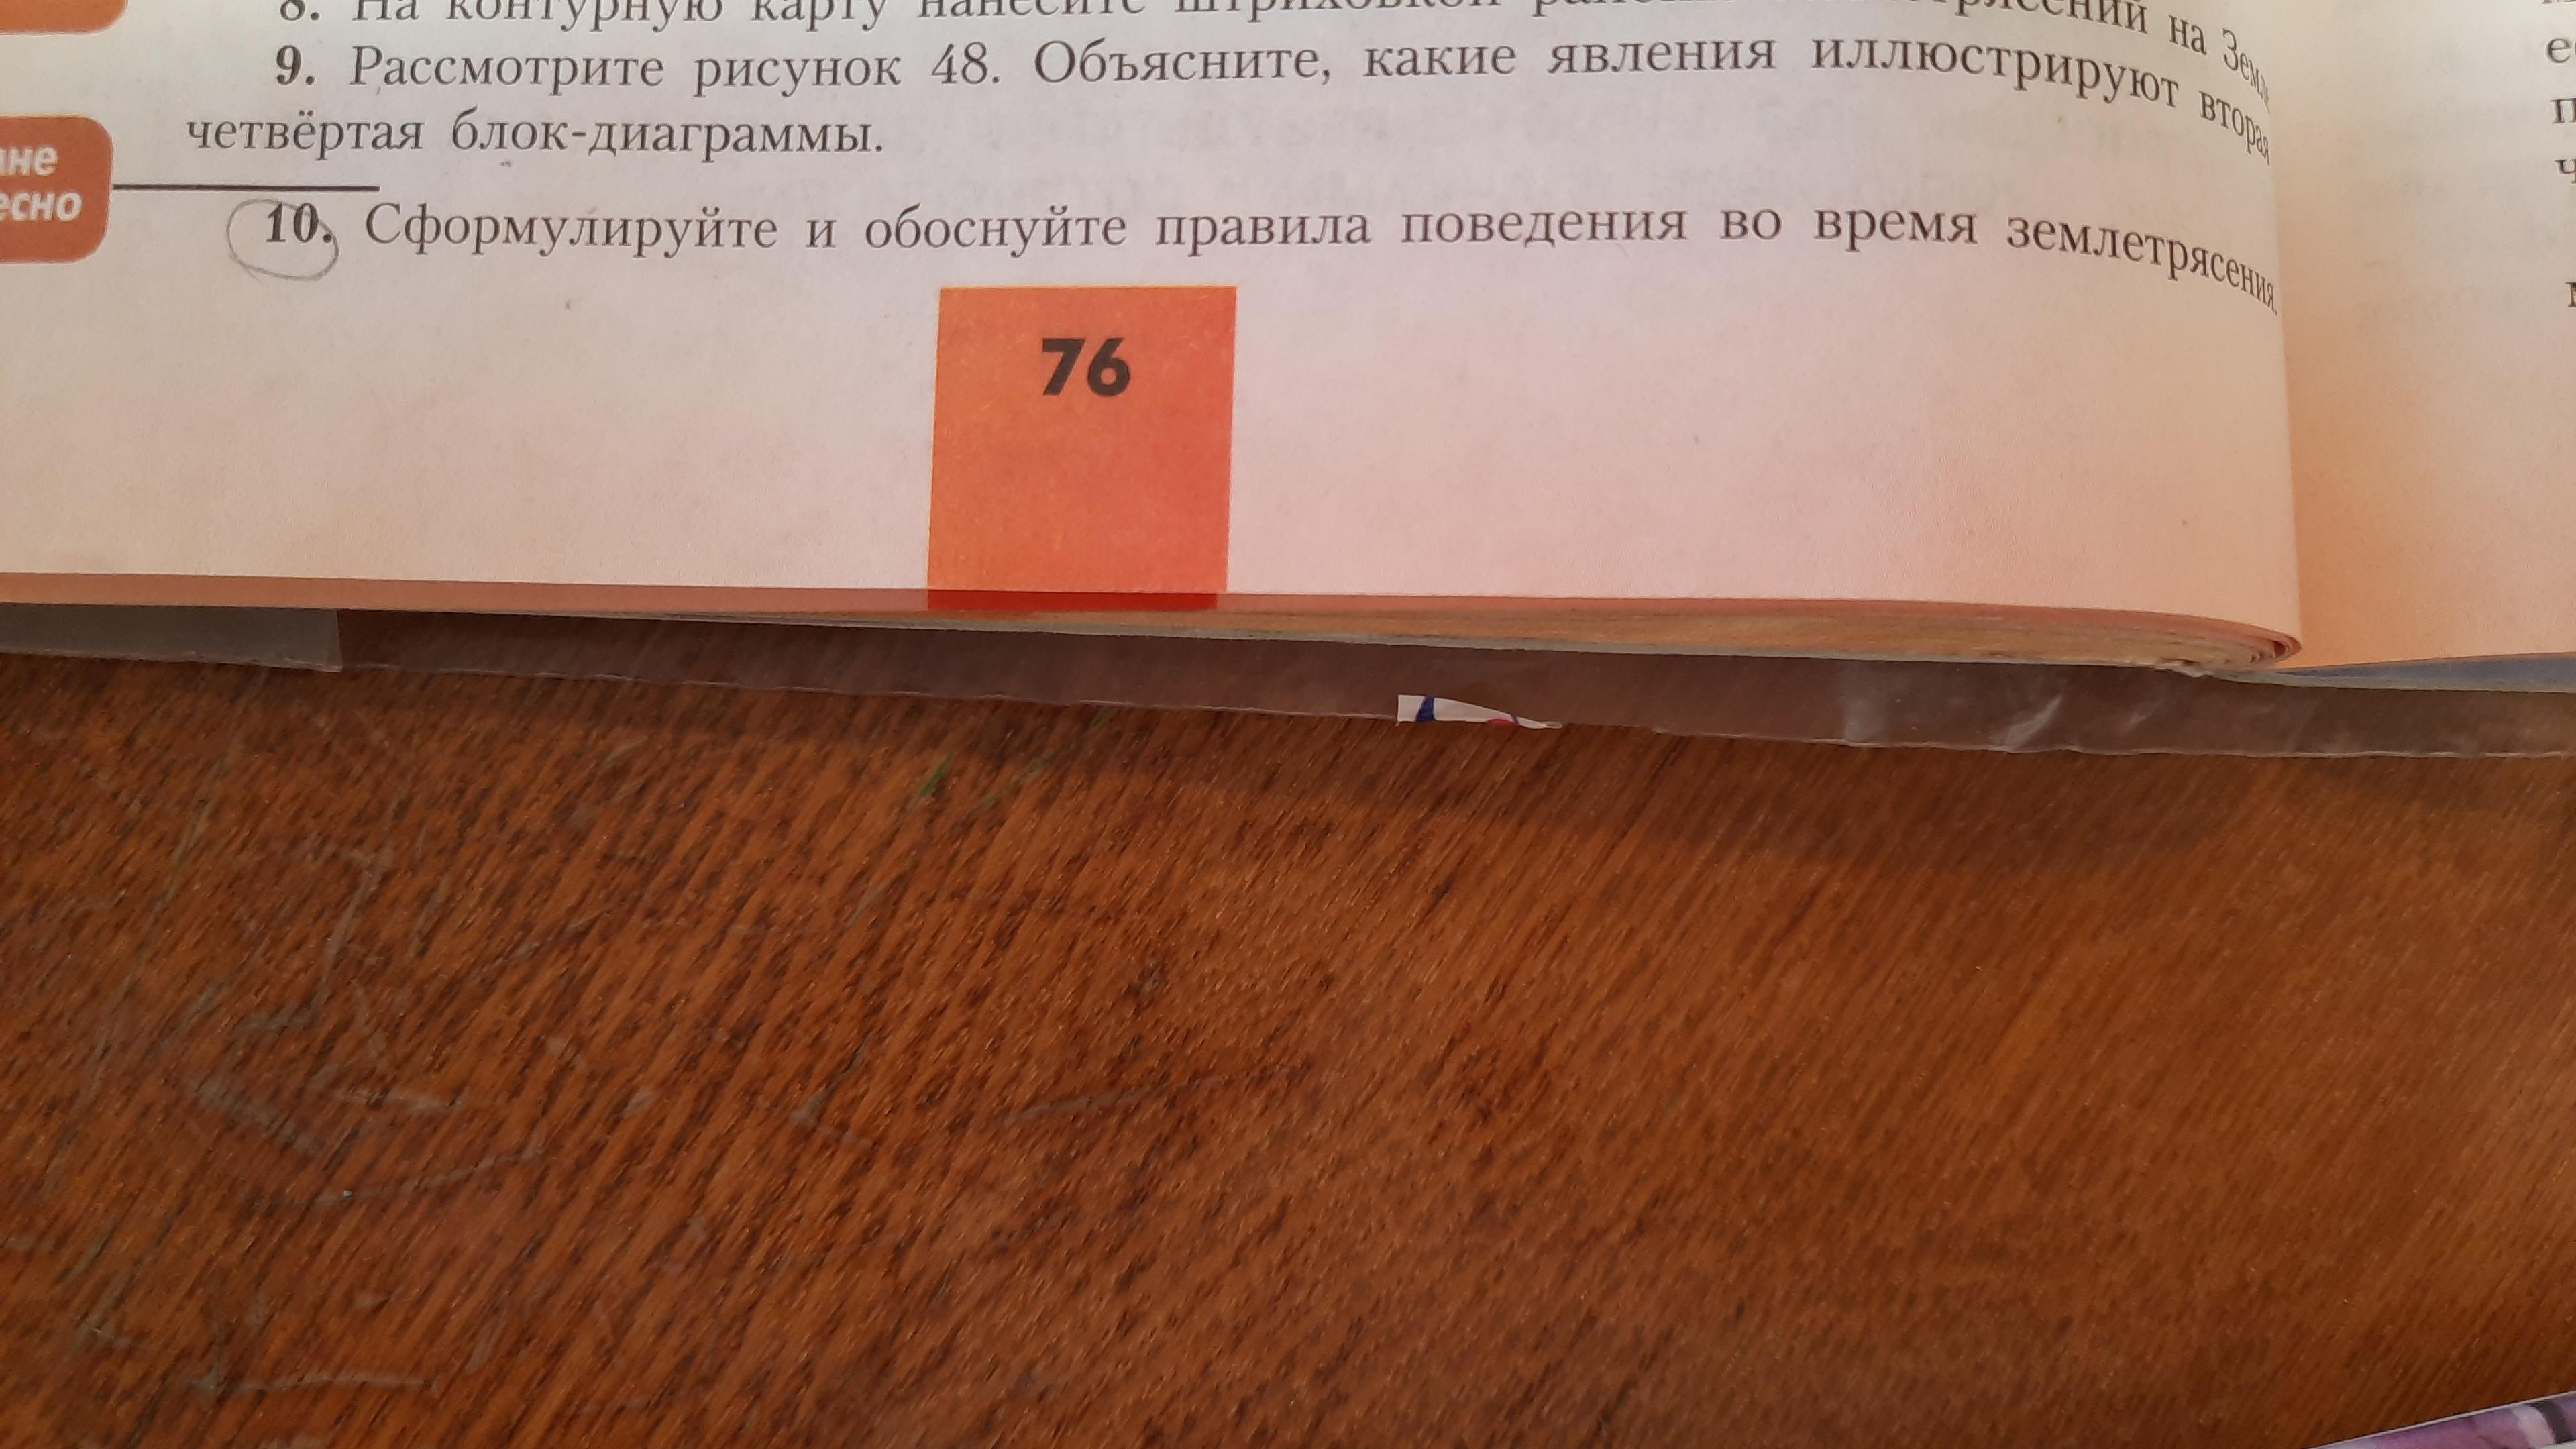 8. На контурную карту нанесите штриховкой
9. Рассмотрите рисунок 48. Объясните, какие явления иллюстрируют вторая
четвёртая блок-диаграммы.
10. Сформулируйте и обоснуйте правила поведения во время землетрясения.
76